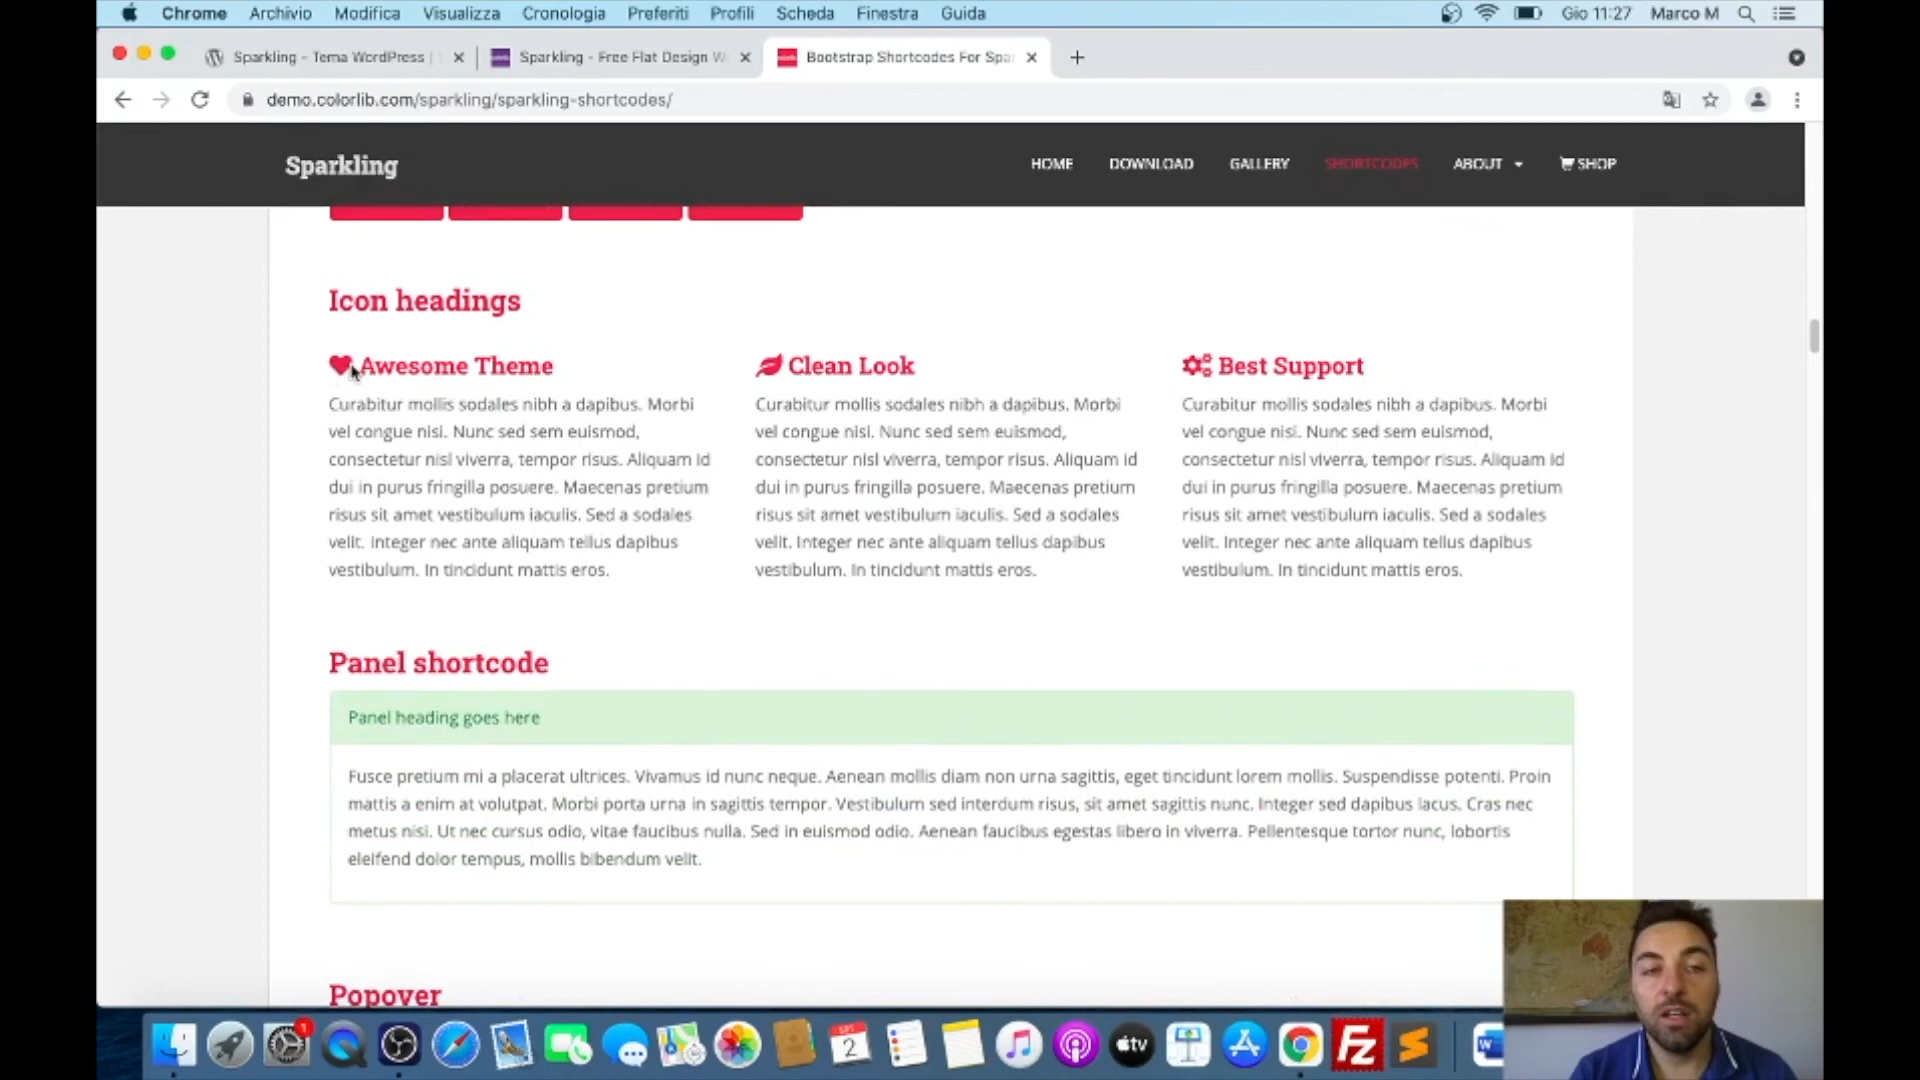 Chrome Archivio Modifica Visualizza Cronologia Preferiti Profili Scheda Finestra Guida Gio 11:27 Marco M
Sparkling – Tema WordPress | Sparkling - Free Flat Design W Bootstrap Shortcodes For Spar
demo.colorlib.com/sparkling/sparkling-shortcodes/
Sparkling HOME DOWNLOAD GALLERY SHORTCODES ABOUT SHOP
Icon headings
Awesome Theme
Curabitur mollis sodales nibh a dapibus. Morbi
vel congue nisi. Nunc sed sem euismod,
consectetur nisl viverra, tempor risus. Aliquam id
dui in purus fringilla posuere. Maecenas pretium
risus sit amet vestibulum iaculis. Sed a sodales
velit. Integer nec ante aliquam tellus dapibus
vestibulum. In tincidunt mattis eros.
Clean Look
Curabitur mollis sodales nibh a dapibus. Morbi
vel congue nisi. Nunc sed sem euismod,
consectetur nisl viverra, tempor risus. Aliquam id
dui in purus fringilla posuere. Maecenas pretium
risus sit amet vestibulum iaculis. Sed a sodales
velit. Integer nec ante aliquam tellus dapibus
vestibulum. In tincidunt mattis eros.
Best Support
Curabitur mollis sodales nibh a dapibus. Morbi
vel congue nisi. Nunc sed sem euismod,
consectetur nisl viverra, tempor risus. Aliquam id
dui in purus fringilla posuere. Maecenas pretium
risus sit amet vestibulum iaculis. Sed a sodales
velit. Integer nec ante aliquam tellus dapibus
vestibulum. In tincidunt mattis eros.
Panel shortcode
Panel heading goes here
Fusce pretium mi a placerat ultrices. Vivamus id nunc neque. Aenean mollis diam non urna sagittis, eget tincidunt lorem mollis. Suspendisse potenti. Proin
mattis a enim at volutpat. Morbi porta urna in sagittis tempor. Vestibulum sed interdum risus, sit amet sagittis nunc. Integer sed dapibus lacus. Cras nec
metus nisi. Ut nec cursus odio, vitae faucibus nulla. Sed in euismod odio. Aenean faucibus egestas libero in viverra. Pellentesque tortor nunc, lobortis
eleifend dolor tempus, mollis bibendum velit.
Popover
1
2
tv
Fz
W